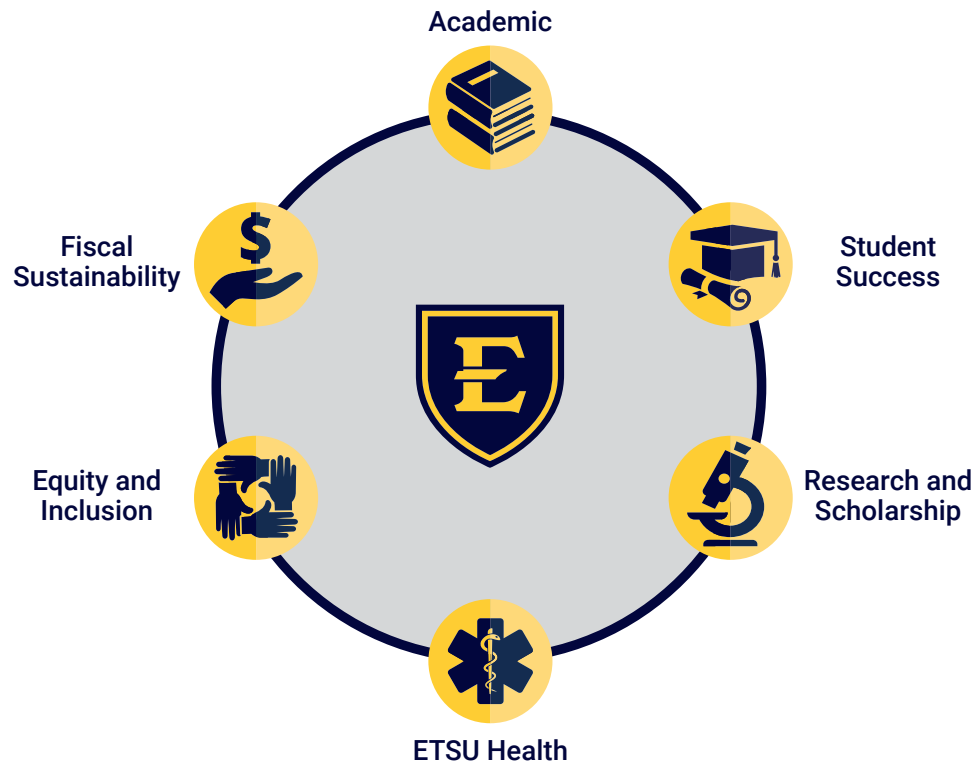 Academic
Fiscal
Sustainability
$
Student
Success
E
Equity and
Inclusion
Research and
Scholarship
ETSU Health